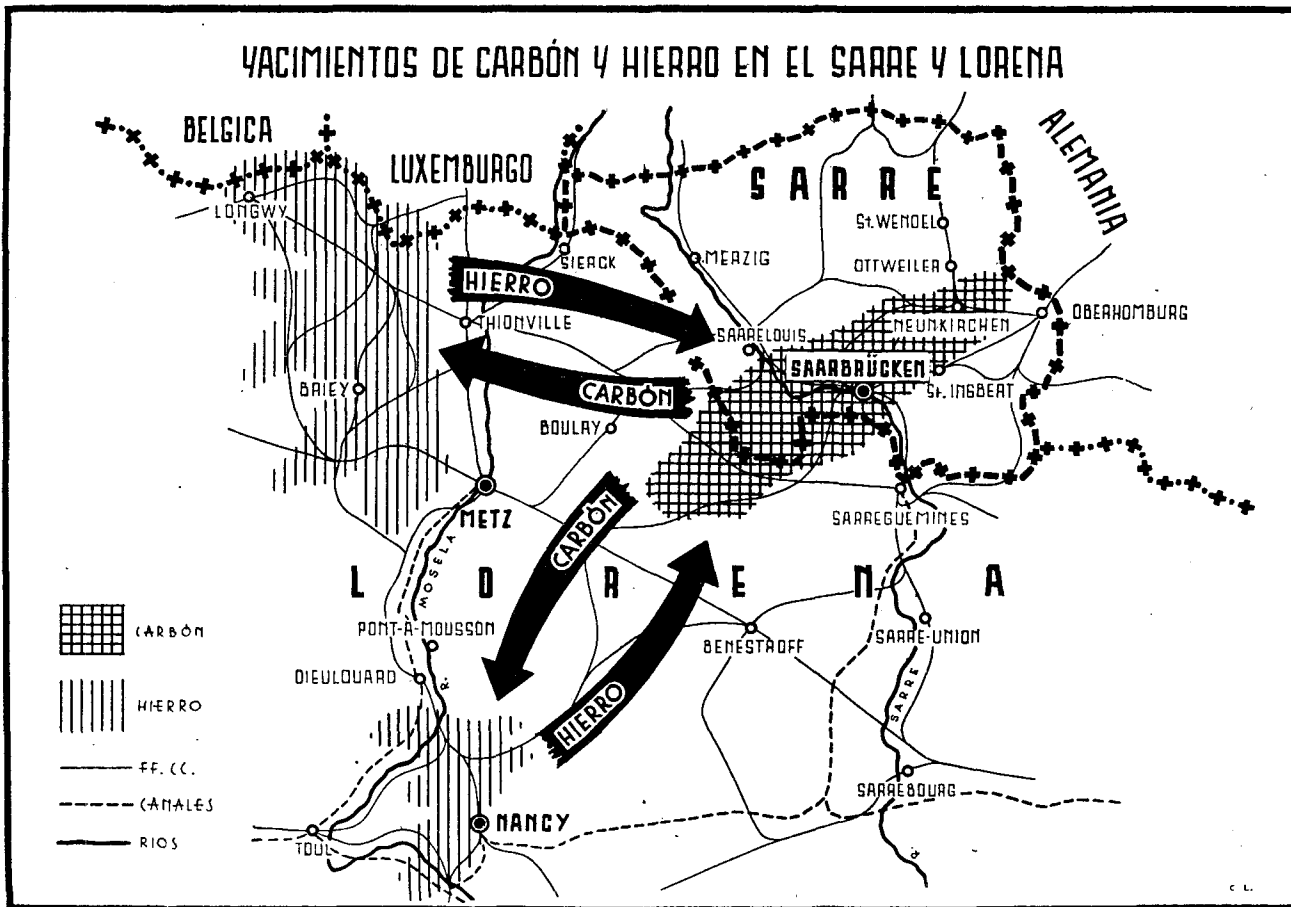 YACIMIENTOS DE CARBÓN Y HIERRO EN EL SARRE Y LORENA
BELGICA
LUXEMBURGO
SARRE
ALEMANIA
LONGWY
St. WENDEL
SIERCK
MERZIG
OTTWEILER
HIERRO
THIONVILLE
SAARELOUIS
NEUNKIRCHEN
OBERHOMBURG
SAARBRÜCKEN
BRIEY
CARBÓN
St. INGBERT
BOULAY
METZ
SARREGUEMINES
CARBÓN
MOSELA
R.
LORENA
PONT-À-MOUSSON
BENESTROFF
SARRE-UNION
DIEULOUARD
SARRE
R.
HIERRO
SARREBOURG
NANCY
TOUL
CARBÓN
HIERRO
FF. CC.
CANALES
RIOS
C L.